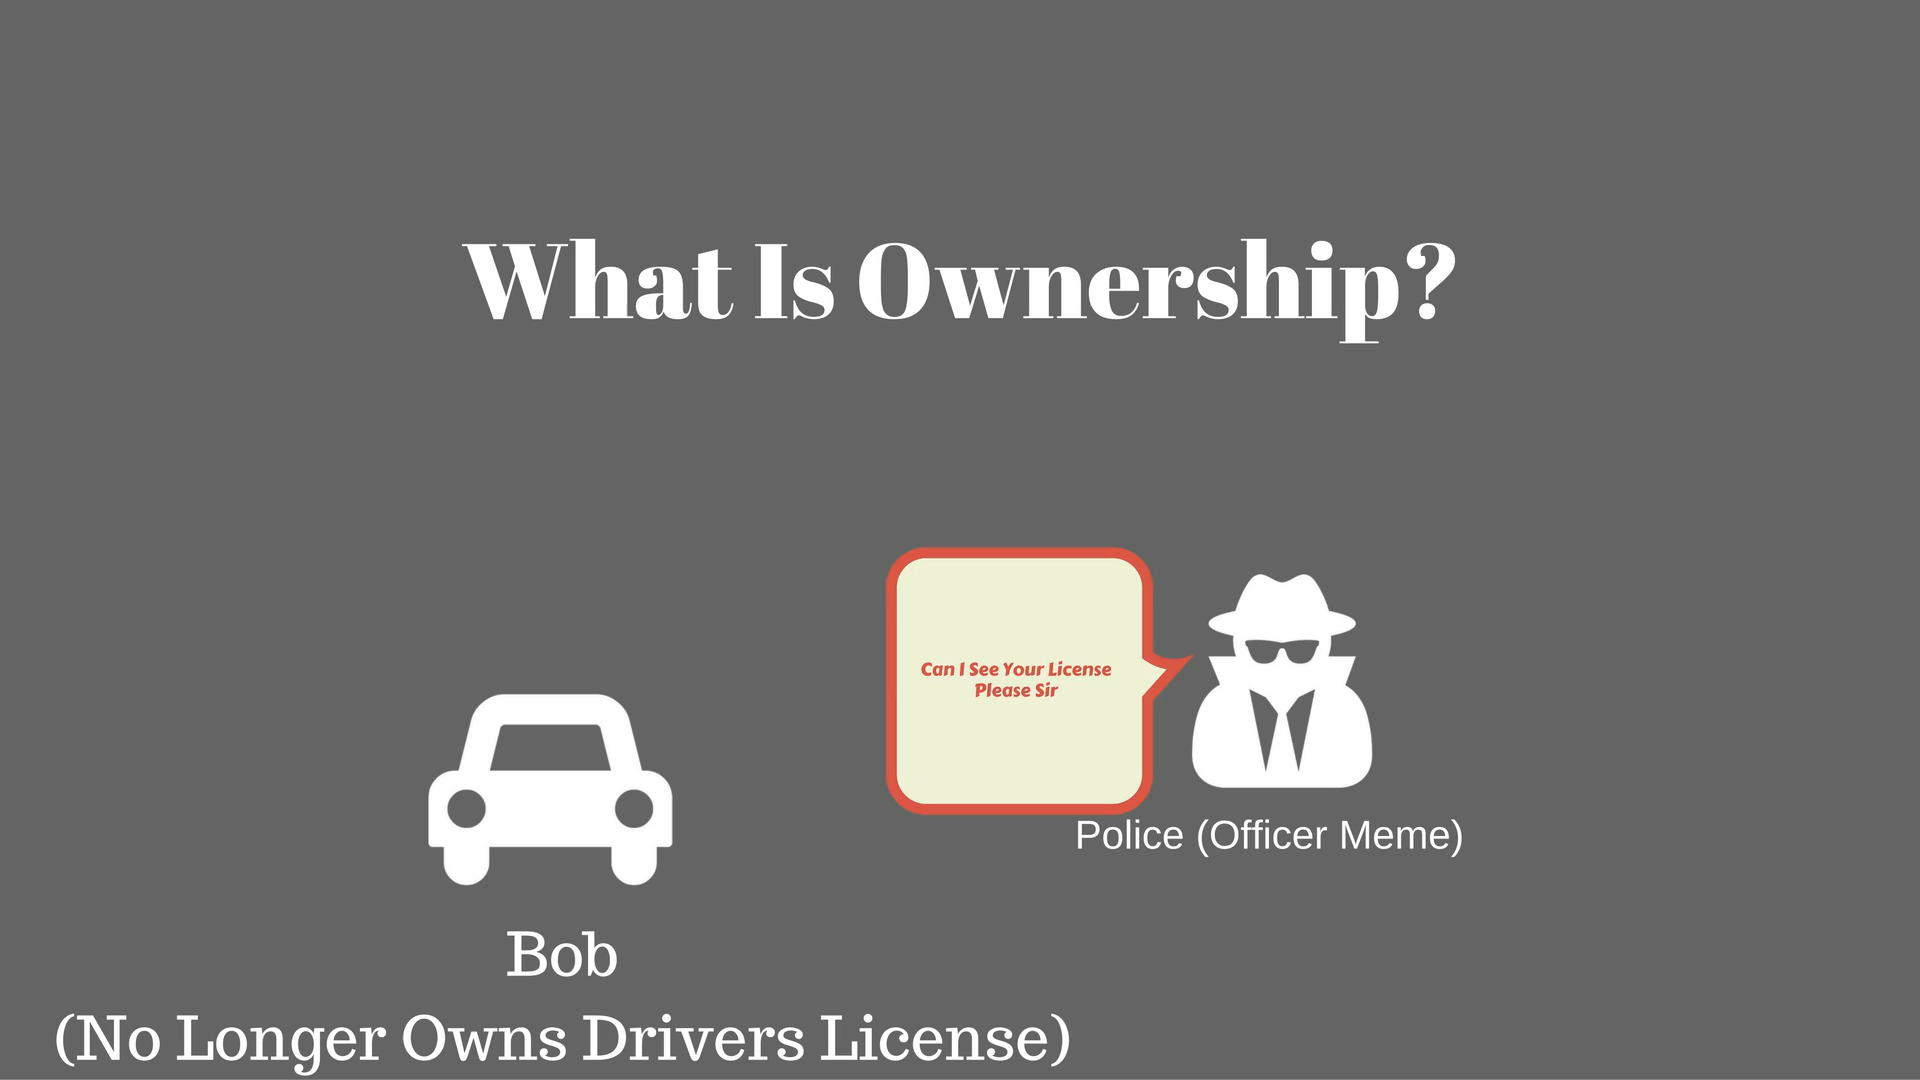 What Is Ownership?
Can I See Your License
Please Sir
Police (Officer Meme)
Bob
(No Longer Owns Drivers License)